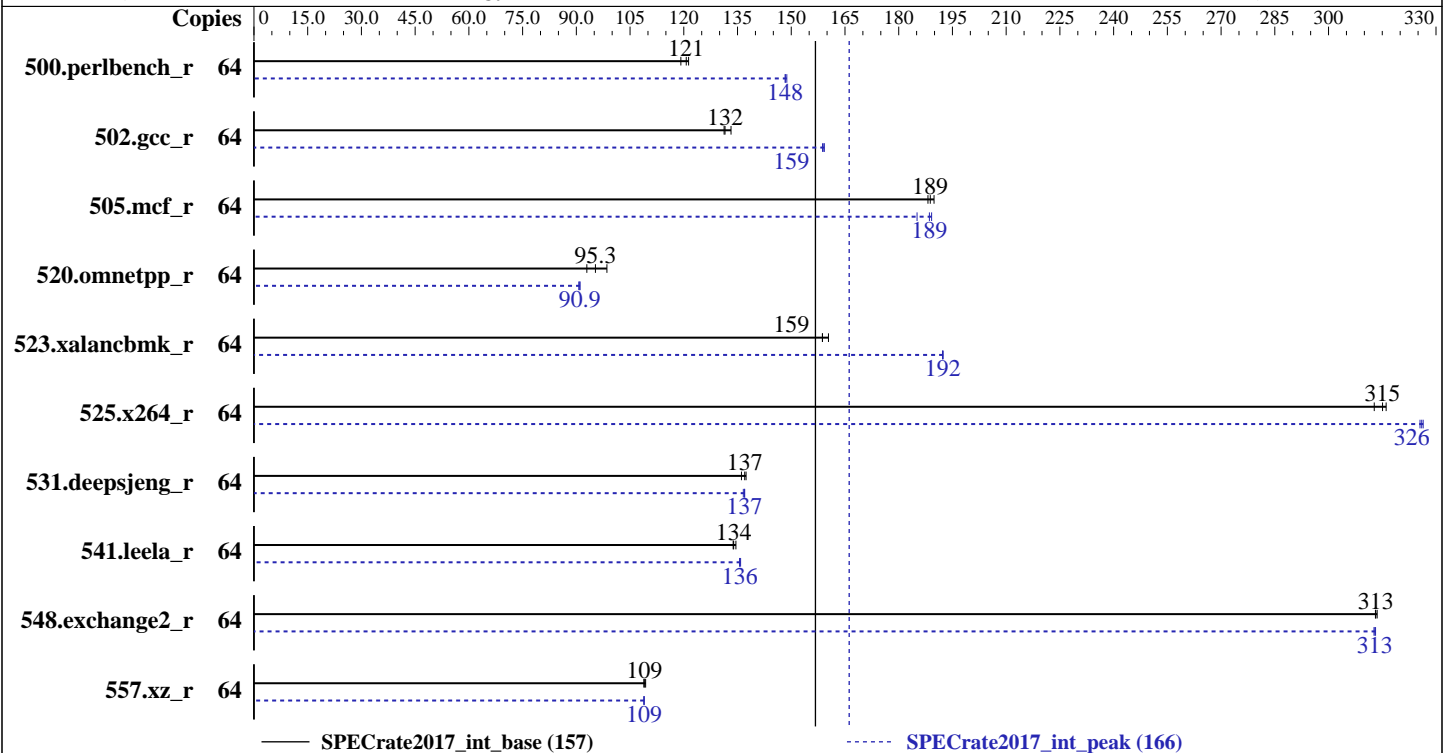 Copies 0 15.0 30.0 45.0 60.0 75.0 90.0 105 120 135 150 165 180 195 210 225 240 255 270 285 300 330
121
500.perlbench_r 64
148
132
502.gcc_r 64
159
189
505.mcf_r 64
189
95.3
520.omnetpp_r 64
90.9
159
523.xalancbmk_r 64
192
315
525.x264_r 64
326
137
531.deepsjeng_r 64
137
134
541.leela_r 64
136
313
548.exchange2_r 64
313
109
557.xz_r 64
109
SPECrate2017_int_base (157) SPECrate2017_int_peak (166)